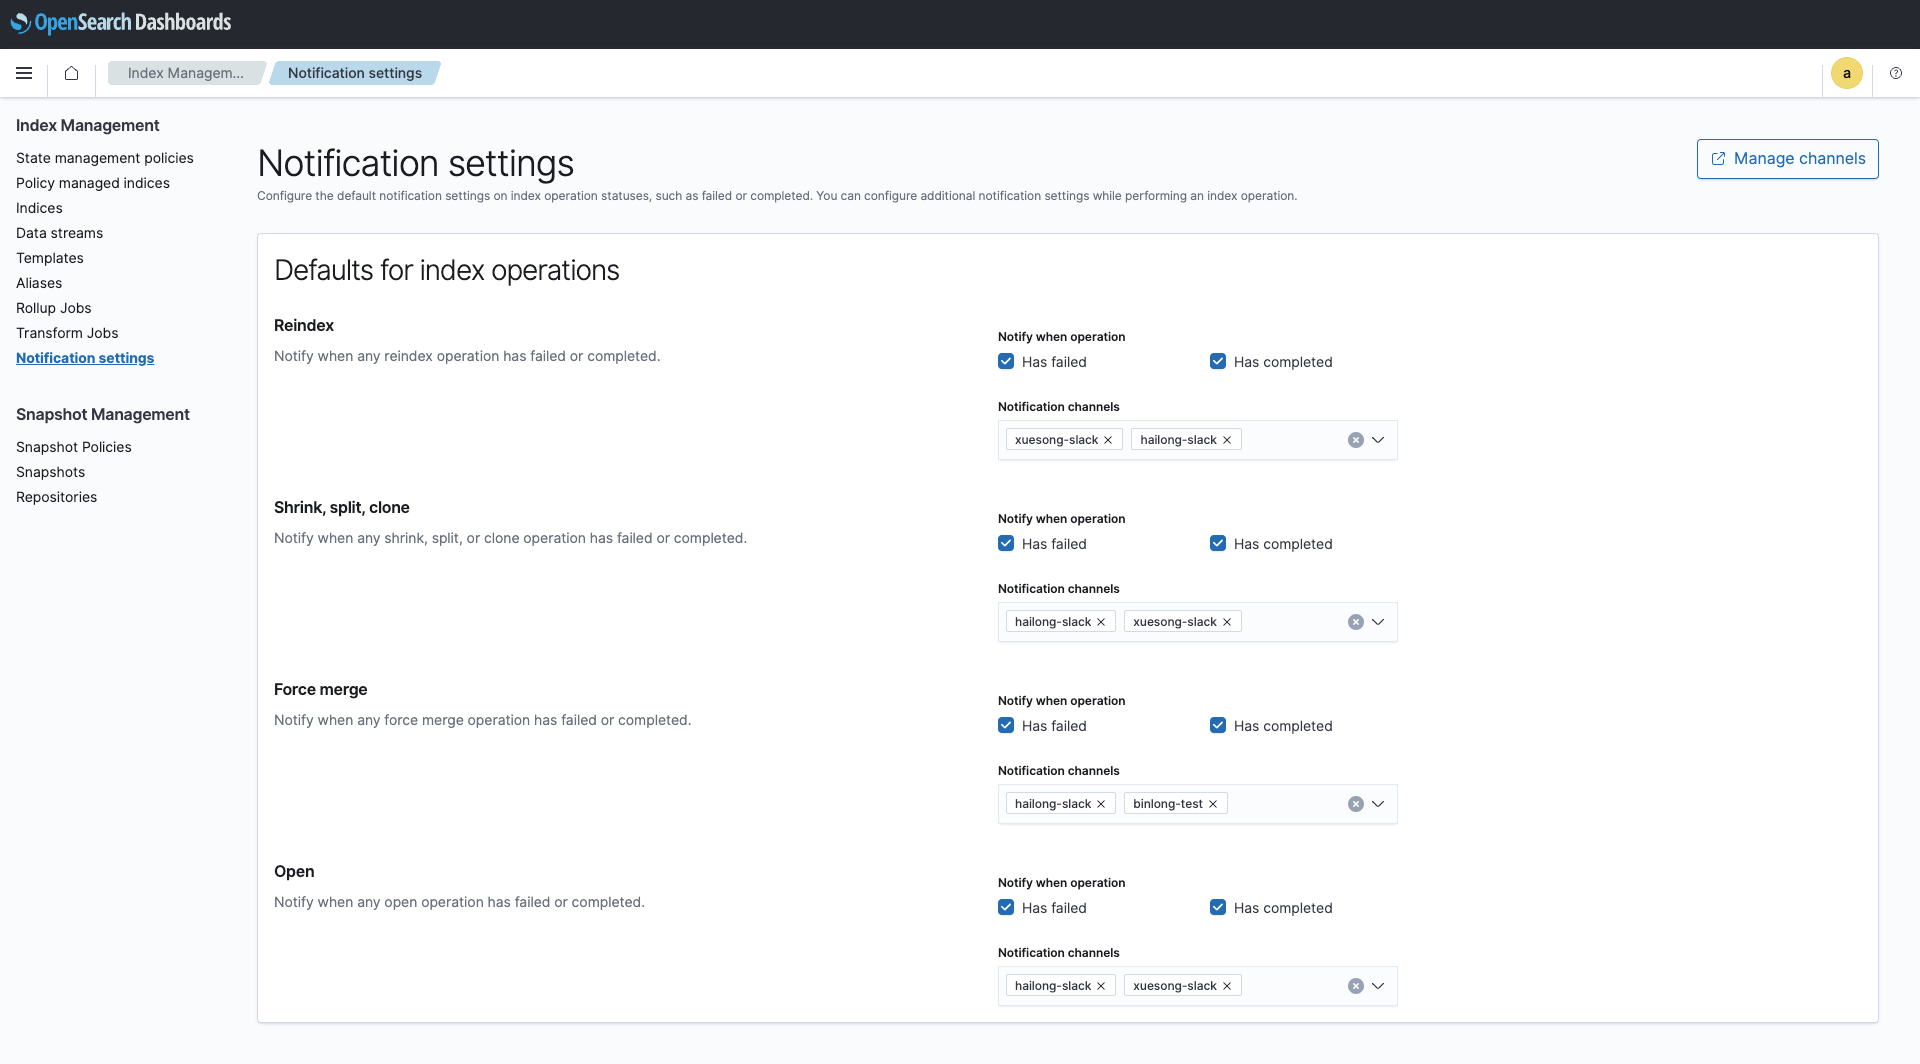 OpenSearch Dashboards
Index Managem...
Notification settings
a
Index Management
State management policies
Policy managed indices
Indices
Data streams
Templates
Aliases
Rollup Jobs
Transform Jobs
Notification settings
Snapshot Management
Snapshot Policies
Snapshots
Repositories
Notification settings
Manage channels
Configure the default notification settings on index operation statuses, such as failed or completed. You can configure additional notification settings while performing an index operation.
Defaults for index operations
Reindex
Notify when any reindex operation has failed or completed.
Notify when operation
Has failed
Has completed
Notification channels
xuesong-slack
hailong-slack
Shrink, split, clone
Notify when any shrink, split, or clone operation has failed or completed.
Notify when operation
Has failed
Has completed
Notification channels
hailong-slack
xuesong-slack
Force merge
Notify when any force merge operation has failed or completed.
Notify when operation
Has failed
Has completed
Notification channels
hailong-slack
binlong-test
Open
Notify when any open operation has failed or completed.
Notify when operation
Has failed
Has completed
Notification channels
hailong-slack
xuesong-slack